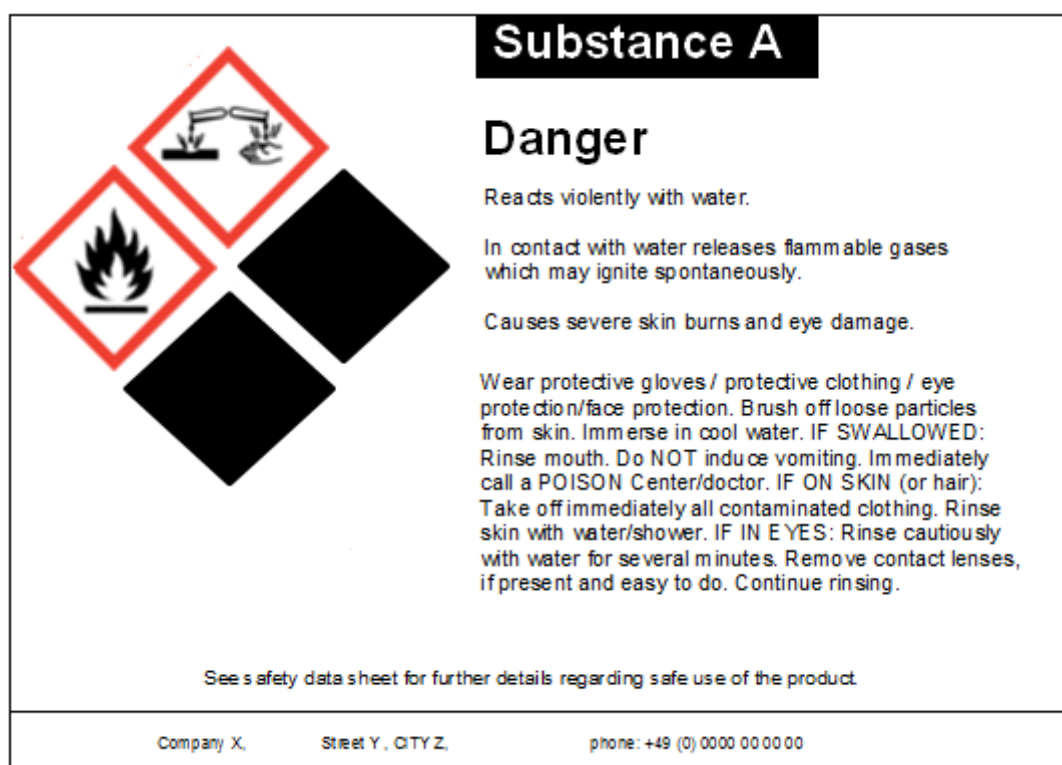 Substance A
Danger
Reacts violently with water.
In contact with water releases flammable gases
which may ignite spontaneously.
Causes severe skin burns and eye damage.
Wear protective gloves / protective clothing / eye
protection/face protection. Brush off loose particles
from skin. Immerse in cool water. IF SWALLOWED:
Rinse mouth. Do NOT induce vomiting. Immediately
call a POISON Center/doctor. IF ON SKIN (or hair):
Take off immediately all contaminated clothing. Rinse
skin with water/shower. IF IN EYES: Rinse cautiously
with water for several minutes. Remove contact lenses,
if present and easy to do. Continue rinsing.
See safety data sheet for further details regarding safe use of the product.
Company X, Street Y , CITY Z, phone: +49 (0) 0000 00 00 00